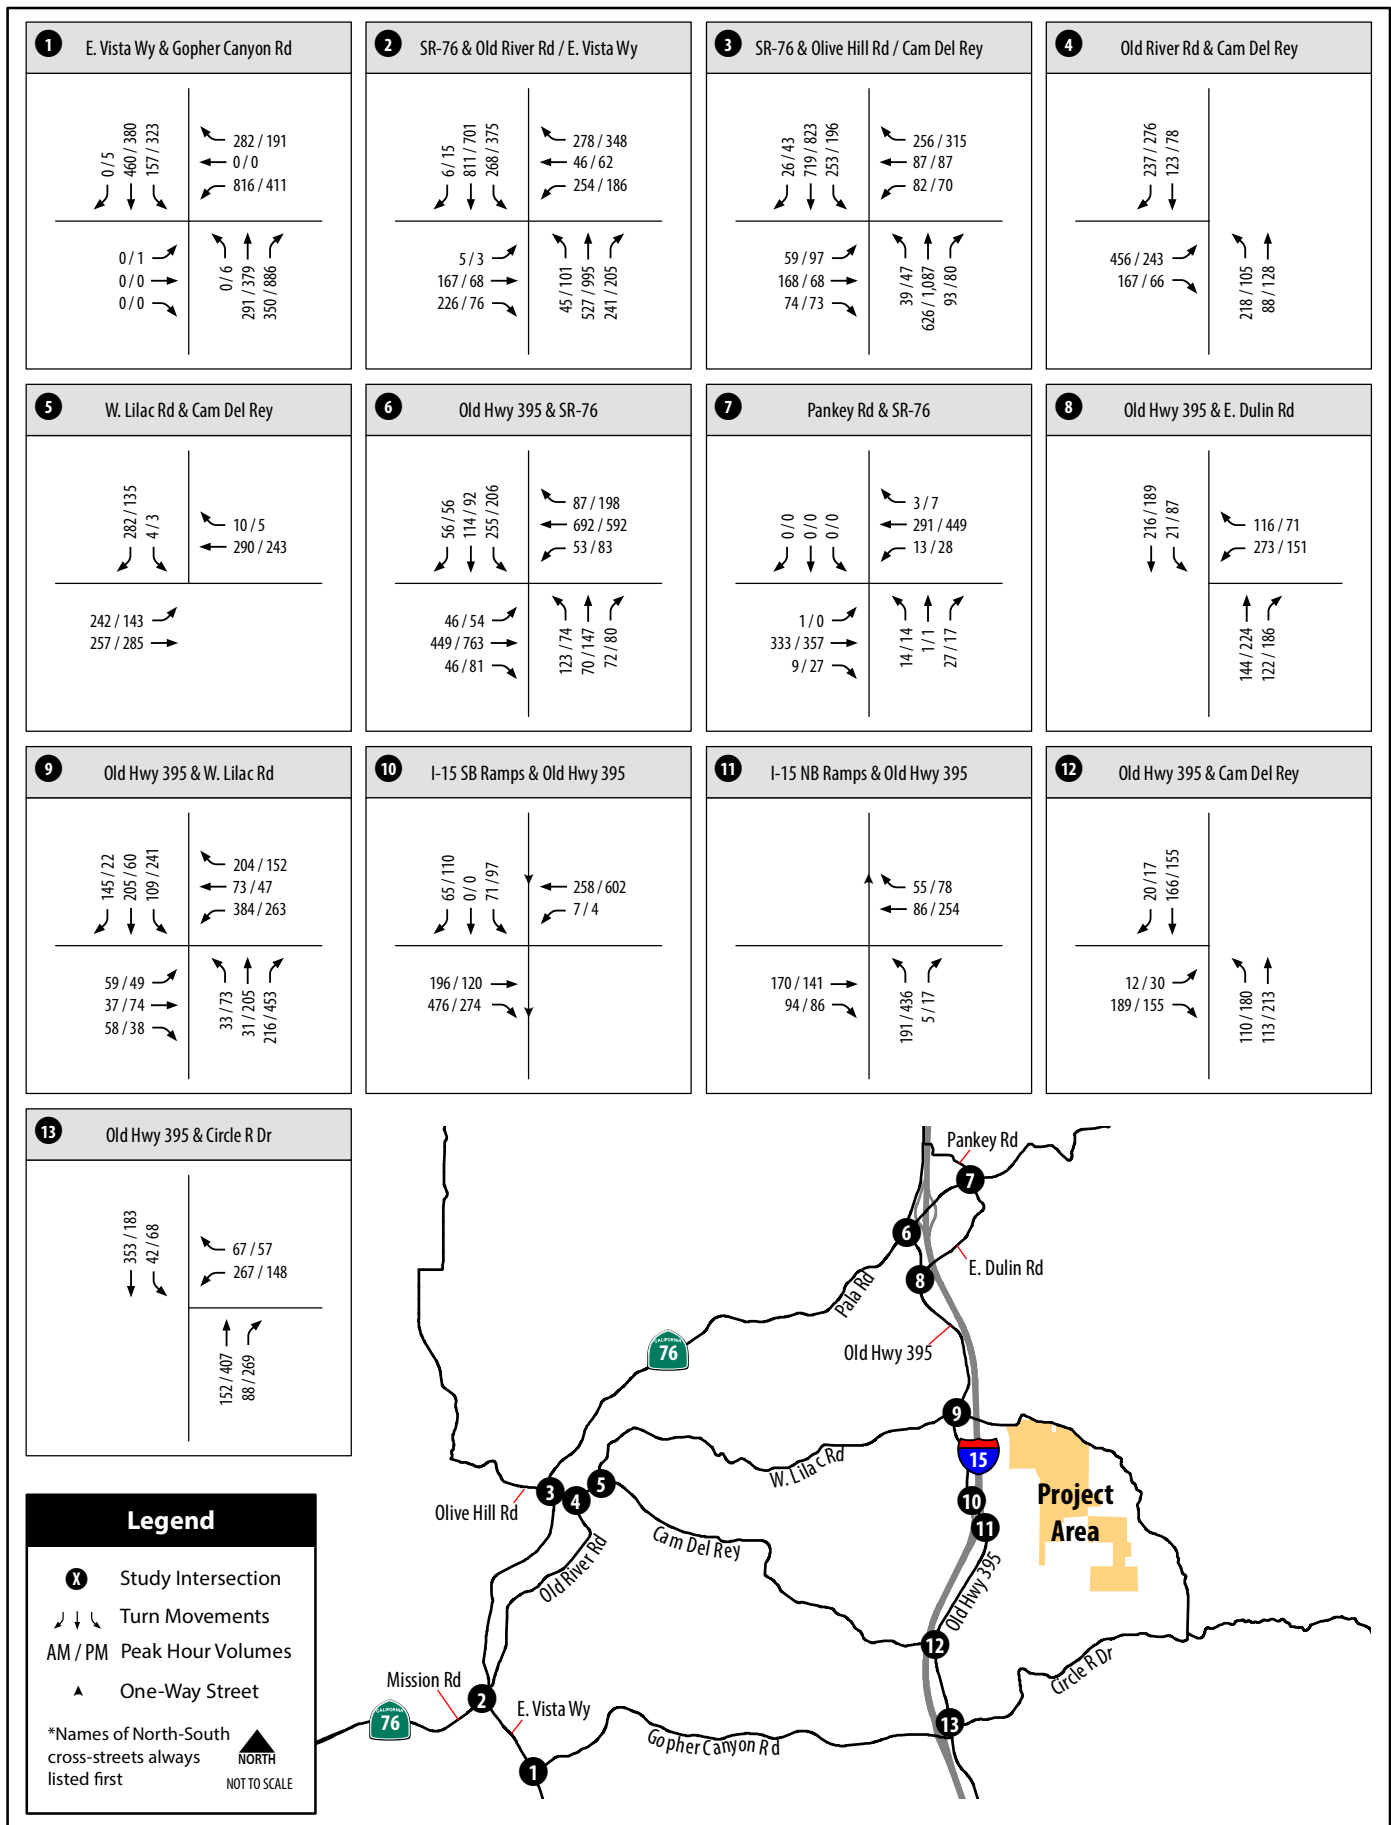 1
E. Vista Wy & Gopher Canyon Rd
0 / 5
460 / 380
157 / 323
282 / 191
0 / 0
816 / 411
0 / 1
0 / 0
0 / 0
0 / 6
291 / 379
350 / 886
2
SR-76 & Old River Rd / E. Vista Wy
6 / 15
811 / 701
268 / 375
278 / 348
46 / 62
254 / 186
5 / 3
167 / 68
226 / 76
45 / 101
527 / 995
241 / 205
3
SR-76 & Olive Hill Rd / Cam Del Rey
26 / 43
719 / 823
253 / 196
256 / 315
87 / 87
82 / 70
59 / 97
168 / 68
74 / 73
39 / 47
626 / 1,087
93 / 80
4
Old River Rd & Cam Del Rey
237 / 276
123 / 78
456 / 243
167 / 66
218 / 105
88 / 128
5
W. Lilac Rd & Cam Del Rey
282 / 135
4 / 3
10 / 5
290 / 243
242 / 143
257 / 285
6
Old Hwy 395 & SR-76
56 / 56
114 / 92
255 / 206
87 / 198
692 / 592
53 / 83
46 / 54
449 / 763
46 / 81
123 / 74
70 / 147
72 / 80
7
Pankey Rd & SR-76
0 / 0
0 / 0
0 / 0
3 / 7
291 / 449
13 / 28
1 / 0
333 / 357
9 / 27
14 / 14
1 / 1
27 / 17
8
Old Hwy 395 & E. Dulin Rd
216 / 189
21 / 87
116 / 71
273 / 151
144 / 224
122 / 186
9
Old Hwy 395 & W. Lilac Rd
145 / 22
205 / 60
109 / 241
204 / 152
73 / 47
384 / 263
59 / 49
37 / 74
58 / 38
33 / 73
31 / 205
216 / 453
10
I-15 SB Ramps & Old Hwy 395
65 / 110
0 / 0
71 / 97
258 / 602
7 / 4
196 / 120
476 / 274
11
I-15 NB Ramps & Old Hwy 395
55 / 78
86 / 254
170 / 141
94 / 86
191 / 436
5 / 17
12
Old Hwy 395 & Cam Del Rey
20 / 17
166 / 155
12 / 30
189 / 155
110 / 180
113 / 213
13
Old Hwy 395 & Circle R Dr
353 / 183
42 / 68
67 / 57
267 / 148
152 / 407
88 / 269
Pankey Rd
7
6
E. Dulin Rd
8
Pala Rd
Old Hwy 395
CALIFORNIA
76
9
15
W. Lilac Rd
Project
Area
5
3
4
10
11
Olive Hill Rd
Cam Del Rey
Old River Rd
Old Hwy 395
12
Circle R Dr
Mission Rd
2
CALIFORNIA
76
E. Vista Wy
13
Gopher Canyon Rd
1
Legend
X
Study Intersection
Turn Movements
AM / PM Peak Hour Volumes
One-Way Street
*Names of North-South
cross-streets always
listed first
NORTH
NOT TO SCALE